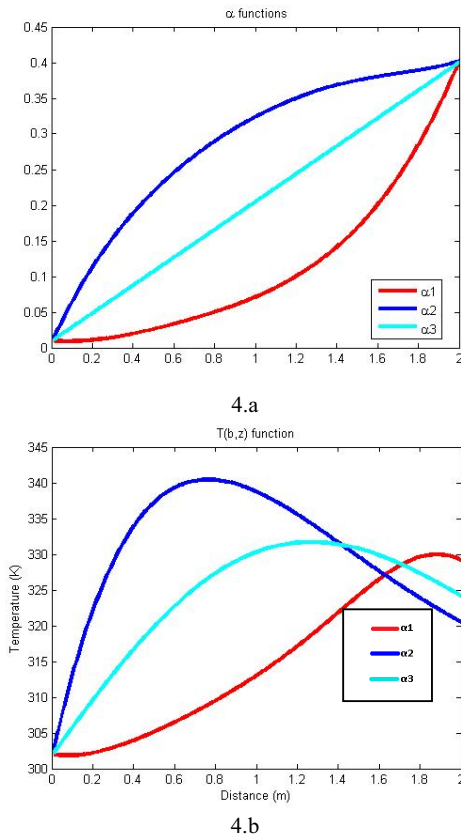 α functions
0.45
0.4
0.35
0.3
0.25
0.2
0.15
0.1
0.05
0
α1
α2
α3
0 0.2 0.4 0.6 0.8 1 1.2 1.4 1.6 1.8 2
4.a
T(b,z) function
345
340
335
330
325
320
315
310
305
300
Temperature (K)
α1
α2
α3
0 0.2 0.4 0.6 0.8 1 1.2 1.4 1.6 1.8 2
Distance (m)
4.b